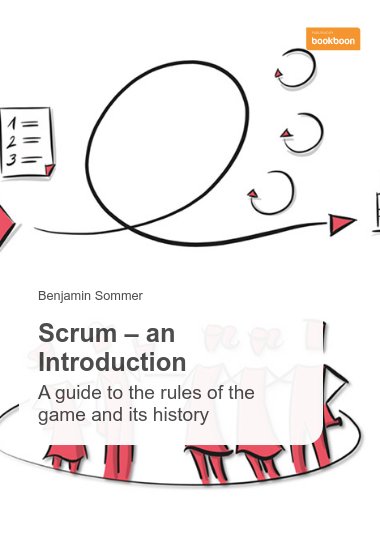 bookboon
1
2
3
Benjamin Sommer
Scrum – an
Introduction
A guide to the rules of the
game and its history